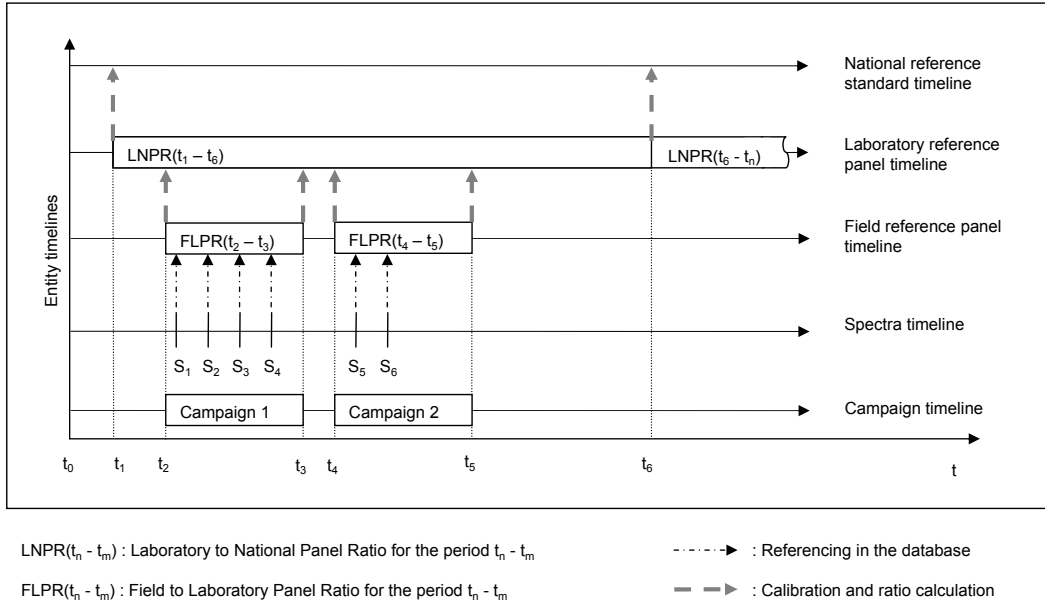 Entity timelines
National reference
standard timeline
LNPR(t₁ – t₆)
LNPR(t₆ - tₙ)
Laboratory reference
panel timeline
FLPR(t₂ – t₃)
FLPR(t₄ – t₅)
Field reference panel
timeline
Spectra timeline
S₁ S₂ S₃ S₄ S₅ S₆
Campaign 1
Campaign 2
Campaign timeline
t₀ t₁ t₂ t₃ t₄ t₅ t₆ t
LNPR(tₙ - tₘ) : Laboratory to National Panel Ratio for the period tₙ - tₘ
: Referencing in the database
FLPR(tₙ - tₘ) : Field to Laboratory Panel Ratio for the period tₙ - tₘ
: Calibration and ratio calculation